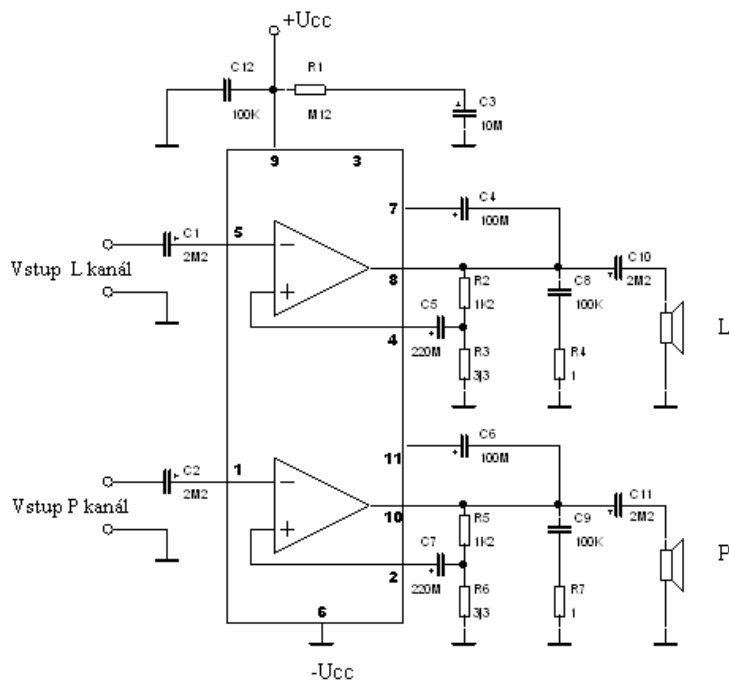 +Ucc
C12
100K
R1
M12
C3
10M
9
3
7
C4
100M
C1
2M2
5
8
C10
2M2
Vstup L kanál
R2
1K2
C8
100K
C5
220M
4
R3
3j3
R4
1
L
C6
100M
11
C2
2M2
1
10
C11
2M2
Vstup P kanál
R5
1K2
C9
100K
C7
220M
2
R6
3j3
R7
1
P
6
-Ucc